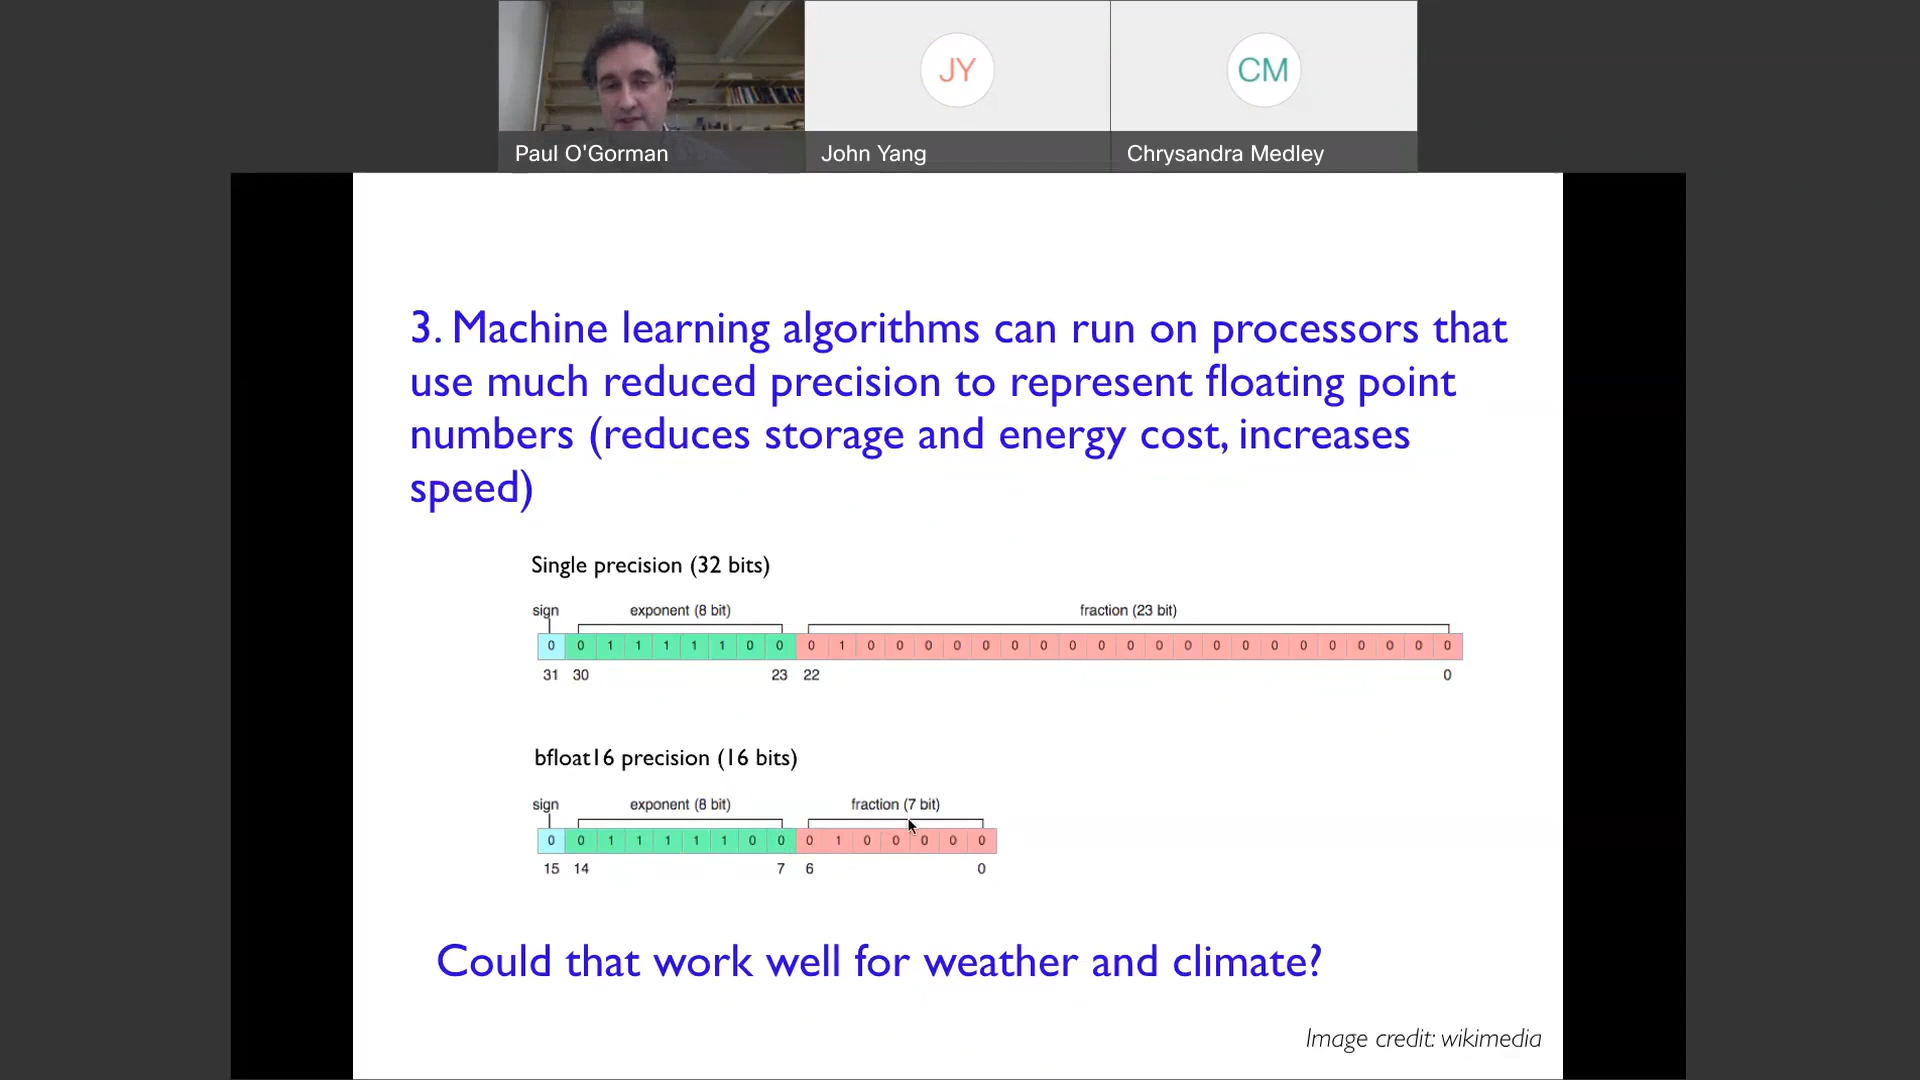 JY
CM
Paul O'Gorman
John Yang
Chrysandra Medley
3. Machine learning algorithms can run on processors that
use much reduced precision to represent floating point
numbers (reduces storage and energy cost, increases
speed)
Single precision (32 bits)
sign exponent (8 bit) fraction (23 bit)
0 0 1 1 1 1 1 0 0 0 1 0 0 0 0 0 0 0 0 0 0 0 0 0 0 0 0 0 0 0 0 0
31 30 23 22 0
bfloat16 precision (16 bits)
sign exponent (8 bit) fraction (7 bit)
0 0 1 1 1 1 1 0 0 0 1 0 0 0 0 0
15 14 7 6 0
Could that work well for weather and climate?
Image credit: wikimedia